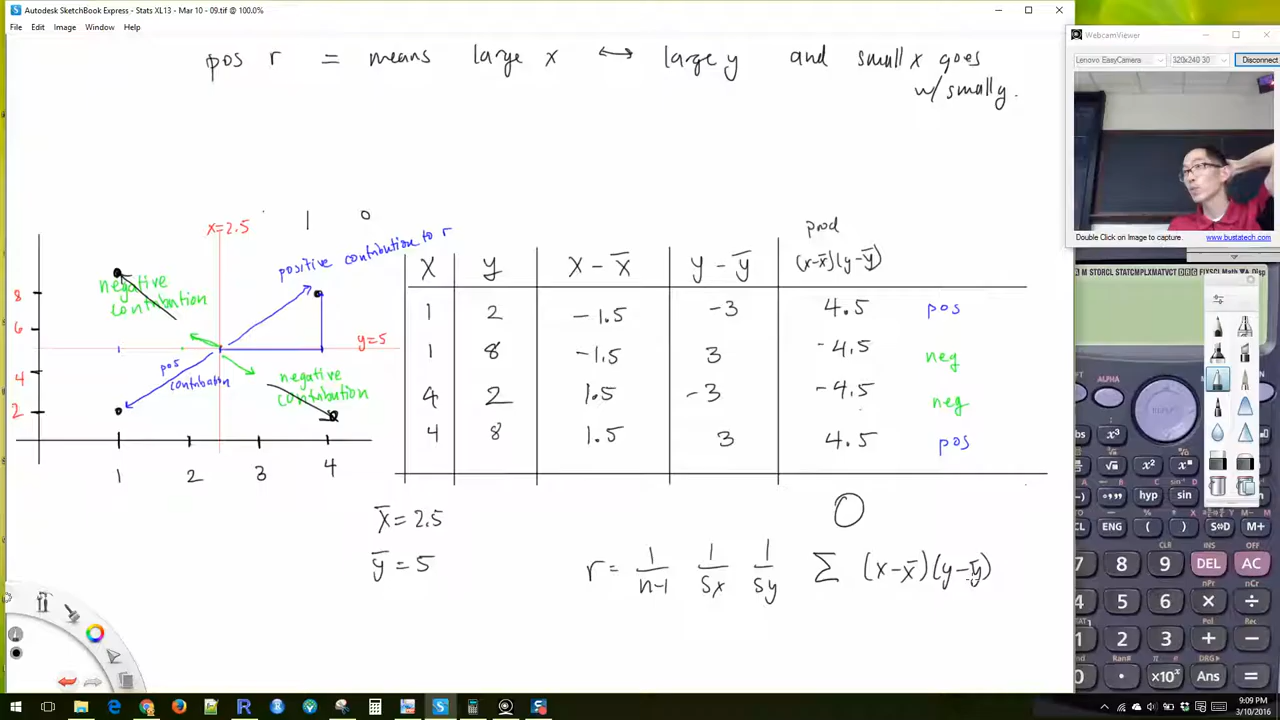 Autodesk SketchBook Express - Stats XL13 - Mar 10 - 09.tif @ 100.0%
File Edit Image Window Help
pos r = means large x ↔ large y and small x goes
w/ small y.
WebcamViewer
Lenovo EasyCamera
320x240 30
Disconnect
Double Click on Image to capture.
www.bustatech.com
x=2.5
1 0
positive contribution to r
negative
contribution
8
6
4
2
y=5
pos
contribution
negative
contribution
1 2 3 4
prod
x y x - x̄ y - ȳ (x-x̄)(y-ȳ)
1 2 -1.5 -3 4.5 pos
1 8 -1.5 3 -4.5 neg
4 2 1.5 -3 -4.5 neg
4 8 1.5 3 4.5 pos
0
x̄ = 2.5
ȳ = 5
r = 1/n-1 1/Sx 1/Sy Σ (x-x̄)(y-ȳ)
ALPHA
REPLAY
x³
√ x²
hyp sin
ENG ( ) S⇔D M+
9 DEL AC
4 5 6 × ÷
1 2 3 + −
0 . ×10ˣ Ans =
9:09 PM
3/10/2016